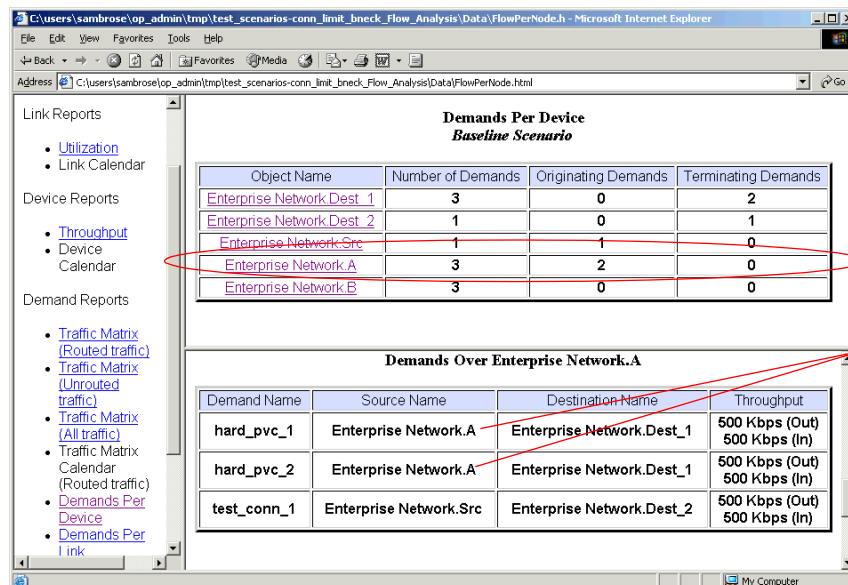 C:\users\sambrose\op_admin\tmp\test_scenarios-conn_limit_bneck_Flow_Analysis\Data\FlowPerNode.h - Microsoft Internet Explorer
File Edit View Favorites Tools Help
Back Favorites Media
Address C:\users\sambrose\op_admin\tmp\test_scenarios-conn_limit_bneck_Flow_Analysis\Data\FlowPerNode.html Go
Link Reports
Utilization
Link Calendar
Device Reports
Throughput
Device
Calendar
Demand Reports
Traffic Matrix
(Routed traffic)
Traffic Matrix
(Unrouted
traffic)
Traffic Matrix
(All traffic)
Traffic Matrix
Calendar
(Routed traffic)
Demands Per
Device
Demands Per
Link
Demands Per Device
Baseline Scenario
Object Name Number of Demands Originating Demands Terminating Demands
Enterprise Network.Dest_1 3 0 2
Enterprise Network.Dest_2 1 0 1
Enterprise Network.Src 1 1 0
Enterprise Network.A 3 2 0
Enterprise Network.B 3 0 0
Demands Over Enterprise Network.A
Demand Name Source Name Destination Name Throughput
hard_pvc_1 Enterprise Network.A Enterprise Network.Dest_1 500 Kbps (Out)
500 Kbps (In)
hard_pvc_2 Enterprise Network.A Enterprise Network.Dest_1 500 Kbps (Out)
500 Kbps (In)
test_conn_1 Enterprise Network.Src Enterprise Network.Dest_2 500 Kbps (Out)
500 Kbps (In)
My Computer